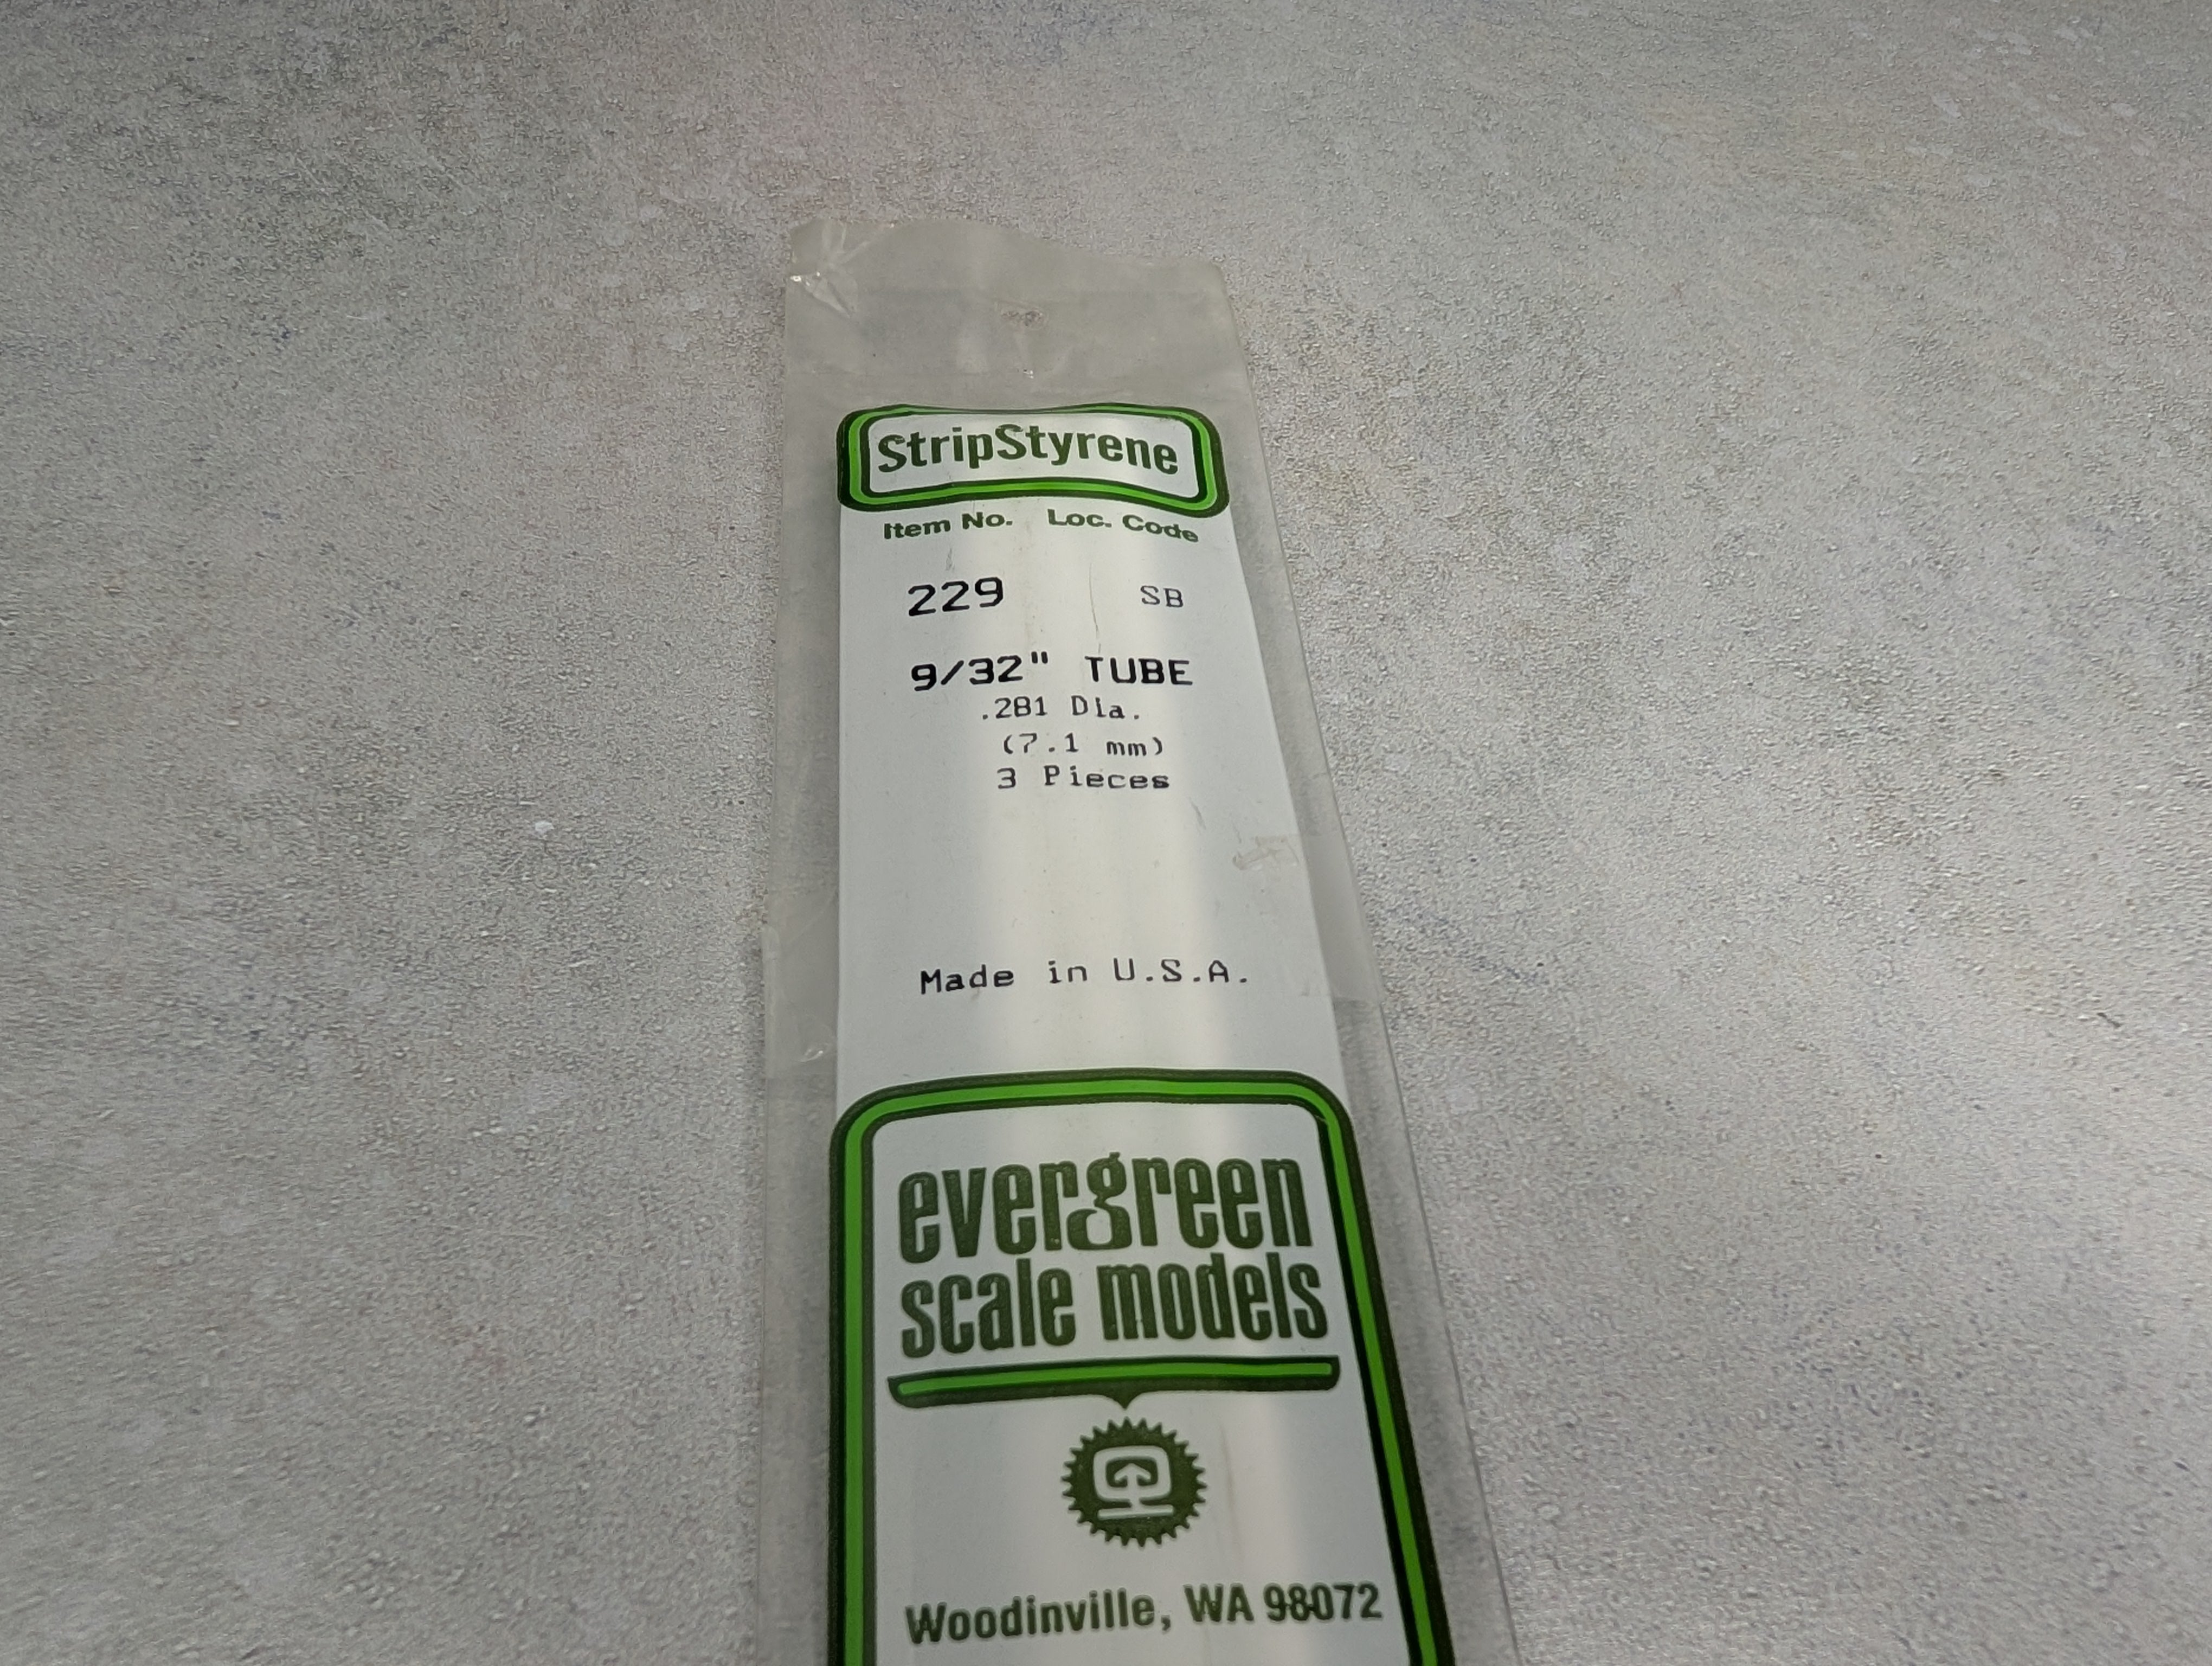 StripStyrene
Item No. Loc. Code
229 SB
9/32" TUBE
.281 Dia.
(7.1 mm)
3 Pieces
Made in U.S.A.
evergreen
scale models
Woodinville, WA 98072